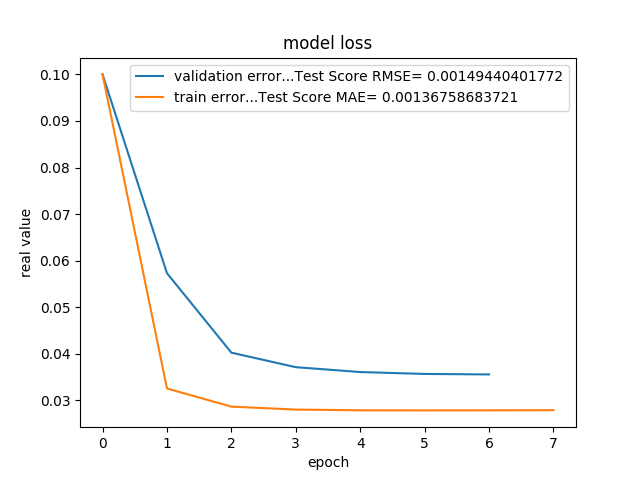 model loss
validation error...Test Score RMSE= 0.00149440401772
train error...Test Score MAE= 0.00136758683721
0.10
0.09
0.08
0.07
0.06
0.05
0.04
0.03
real value
0 1 2 3 4 5 6 7
epoch